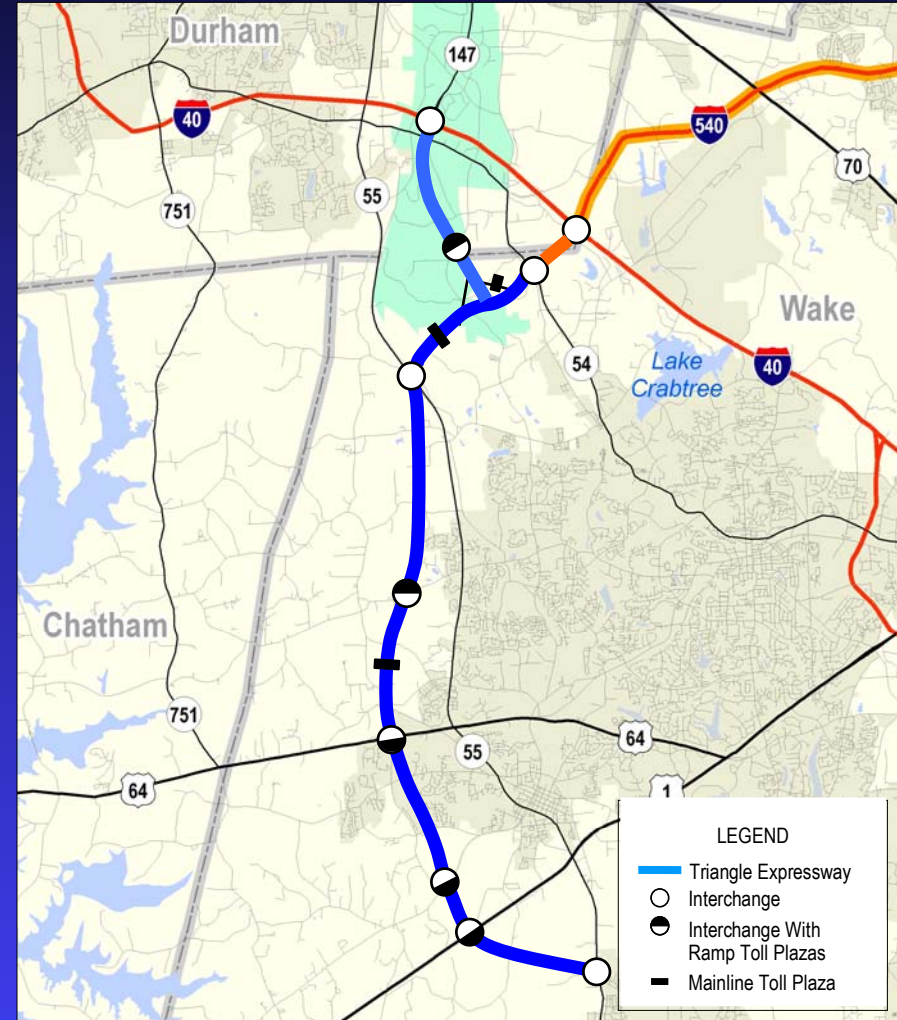 Durham
147
40
540
70
55
751
Wake
54
Lake
Crabtree
40
Chatham
751
64
55
64
1
LEGEND
Triangle Expressway
Interchange
Interchange With
Ramp Toll Plazas
Mainline Toll Plaza